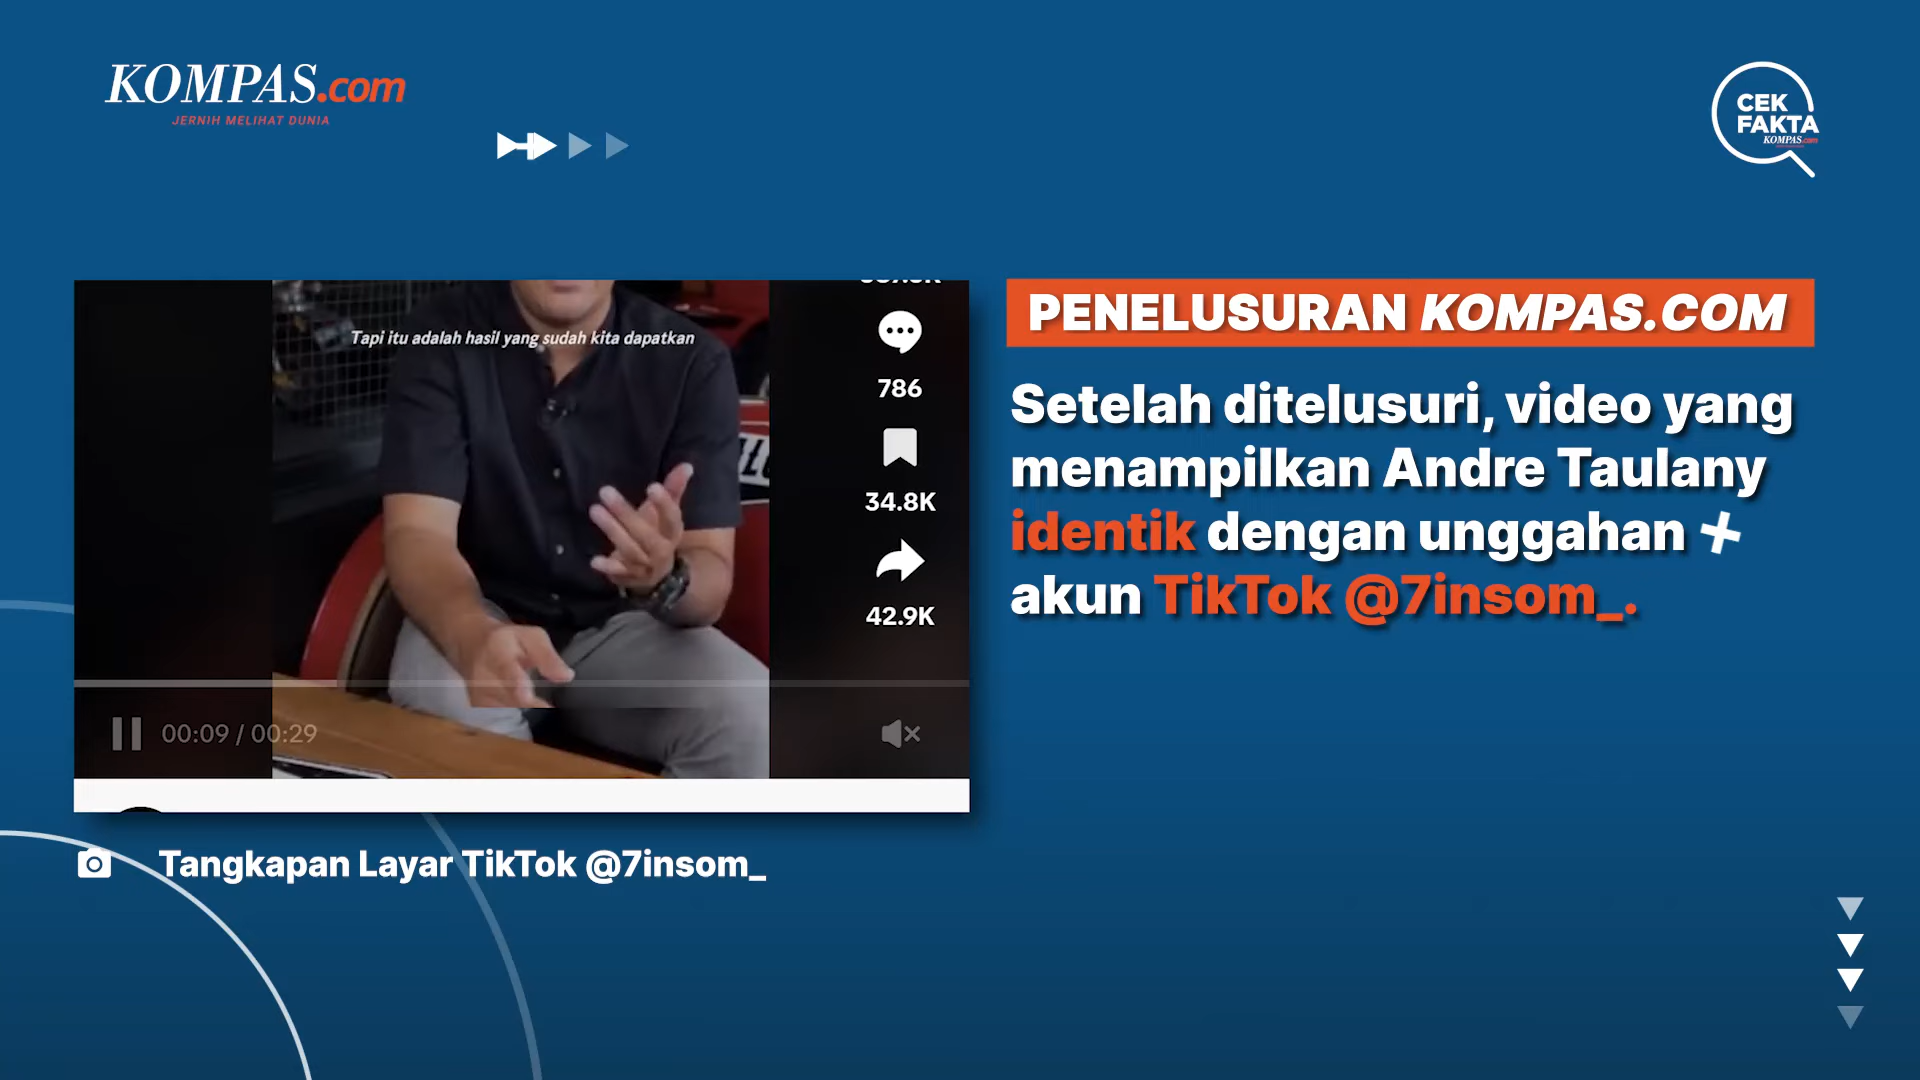 KOMPAS.com
JERNIH MELIHAT DUNIA
CEK
FAKTA
KOMPAS.com
Tapi itu adalah hasil yang sudah kita dapatkan
786
34.8K
42.9K
00:09 / 00:29
Tangkapan Layar TikTok @7insom_
PENELUSURAN KOMPAS.COM
Setelah ditelusuri, video yang
menampilkan Andre Taulany
identik dengan unggahan
akun TikTok @7insom_.